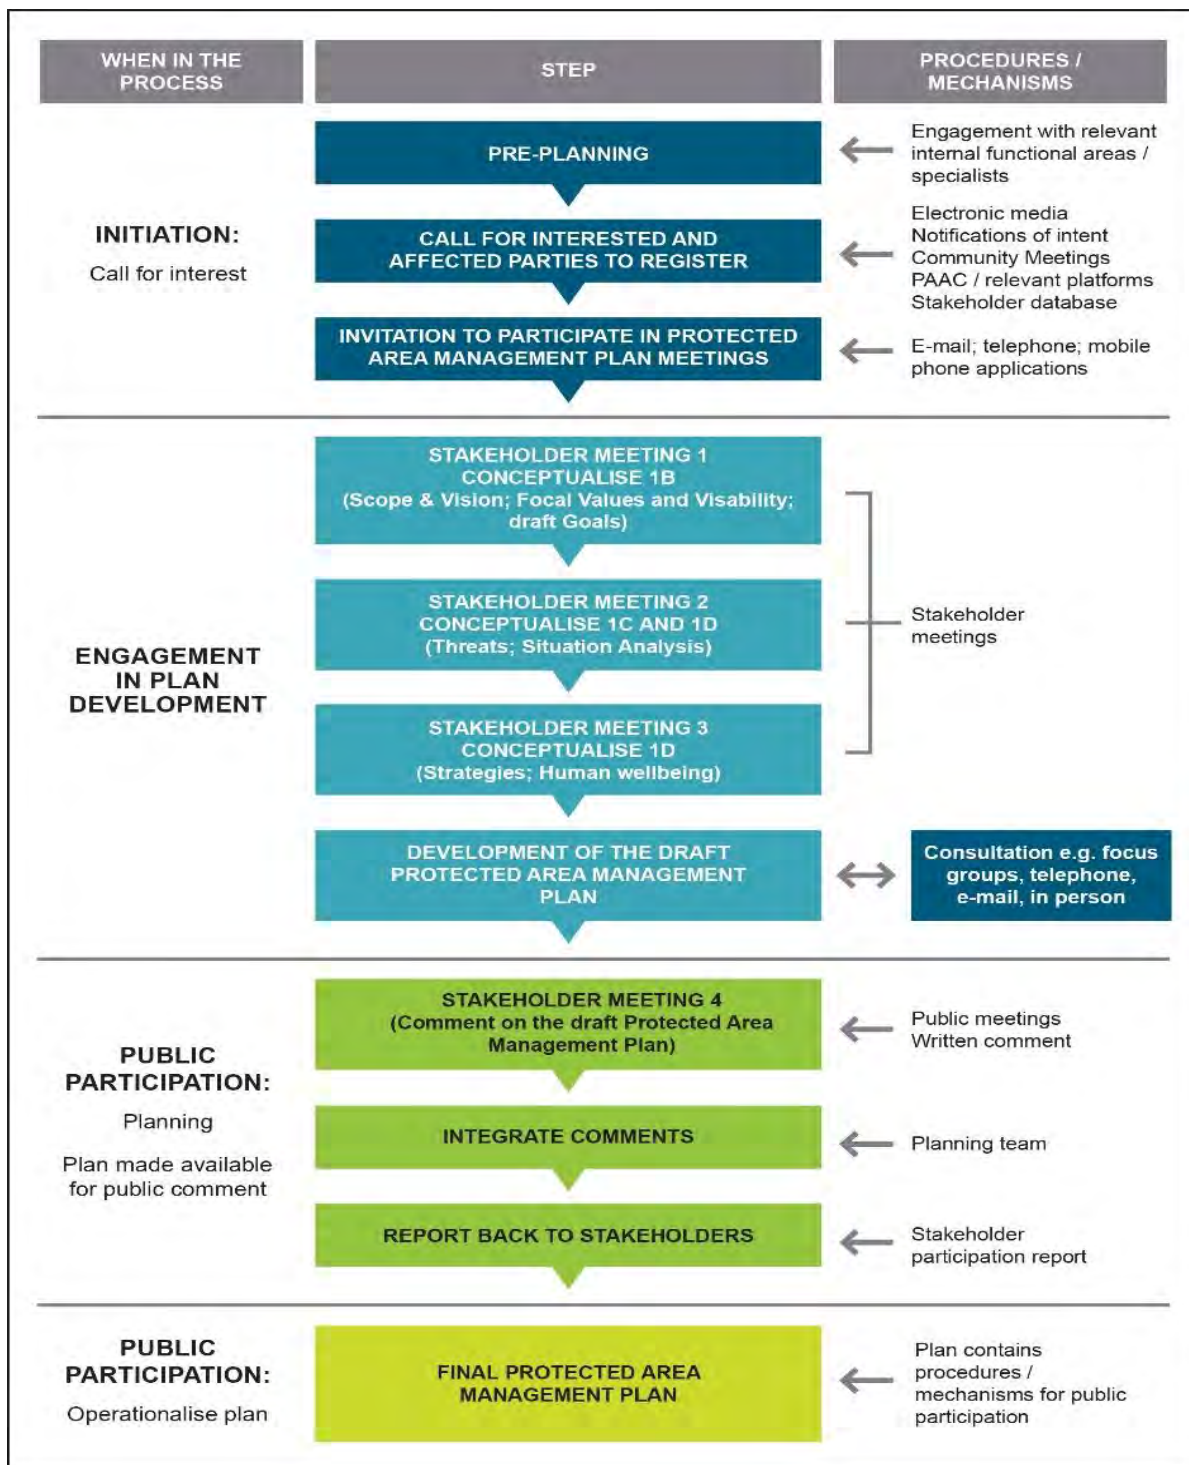 WHEN IN THE
PROCESS
STEP
PROCEDURES /
MECHANISMS
INITIATION:
Call for interest
PRE-PLANNING
Engagement with relevant
internal functional areas /
specialists
CALL FOR INTERESTED AND
AFFECTED PARTIES TO REGISTER
Electronic media
Notifications of intent
Community Meetings
PAAC / relevant platforms
Stakeholder database
INVITATION TO PARTICIPATE IN PROTECTED
AREA MANAGEMENT PLAN MEETINGS
E-mail; telephone; mobile
phone applications
ENGAGEMENT
IN PLAN
DEVELOPMENT
STAKEHOLDER MEETING 1
CONCEPTUALISE 1B
(Scope & Vision; Focal Values and Visability;
draft Goals)
STAKEHOLDER MEETING 2
CONCEPTUALISE 1C AND 1D
(Threats; Situation Analysis)
STAKEHOLDER MEETING 3
CONCEPTUALISE 1D
(Strategies; Human wellbeing)
Stakeholder
meetings
DEVELOPMENT OF THE DRAFT
PROTECTED AREA MANAGEMENT
PLAN
Consultation e.g. focus
groups, telephone,
e-mail, in person
PUBLIC
PARTICIPATION:
Planning
Plan made available
for public comment
STAKEHOLDER MEETING 4
(Comment on the draft Protected Area
Management Plan)
Public meetings
Written comment
INTEGRATE COMMENTS
Planning team
REPORT BACK TO STAKEHOLDERS
Stakeholder
participation report
PUBLIC
PARTICIPATION:
Operationalise plan
FINAL PROTECTED AREA
MANAGEMENT PLAN
Plan contains
procedures /
mechanisms for public
participation